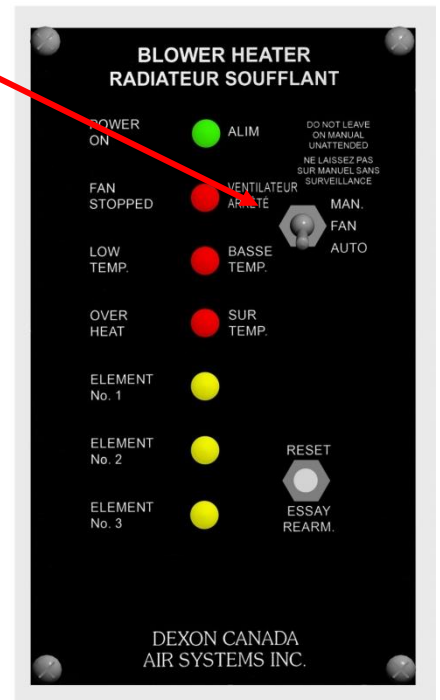 BLOWER HEATER
RADIATEUR SOUFFLANT
POWER
ON
ALIM
DO NOT LEAVE
ON MANUAL
UNATTENDED
NE LAISSEZ PAS
SUR MANUEL SANS
SURVEILLANCE
FAN
STOPPED
VENTILATEUR
ARRÊTÉ
MAN.
FAN
AUTO
LOW
TEMP.
BASSE
TEMP.
OVER
HEAT
SUR
TEMP.
ELEMENT
No. 1
ELEMENT
No. 2
RESET
ELEMENT
No. 3
ESSAY
REARM.
DEXON CANADA
AIR SYSTEMS INC.